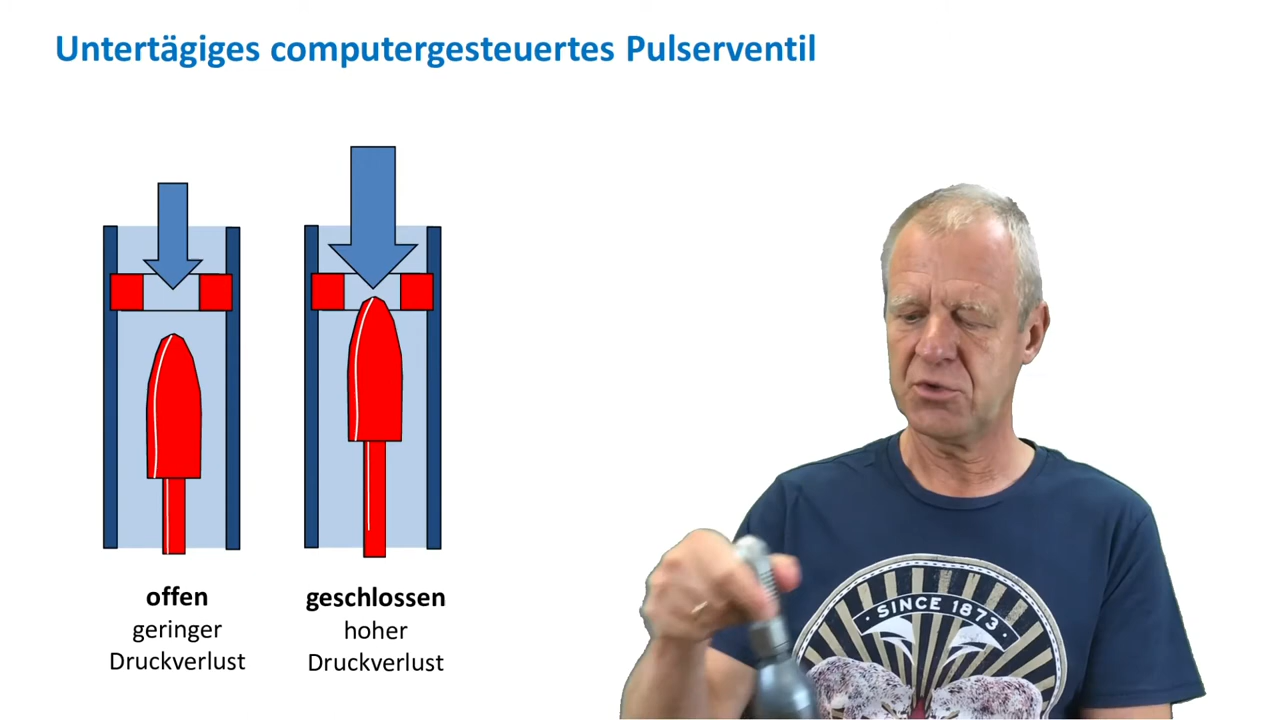 Untertägiges computergesteuertes Pulserventil
offen
geringer
Druckverlust
geschlossen
hoher
Druckverlust
· SINCE 1873 ·